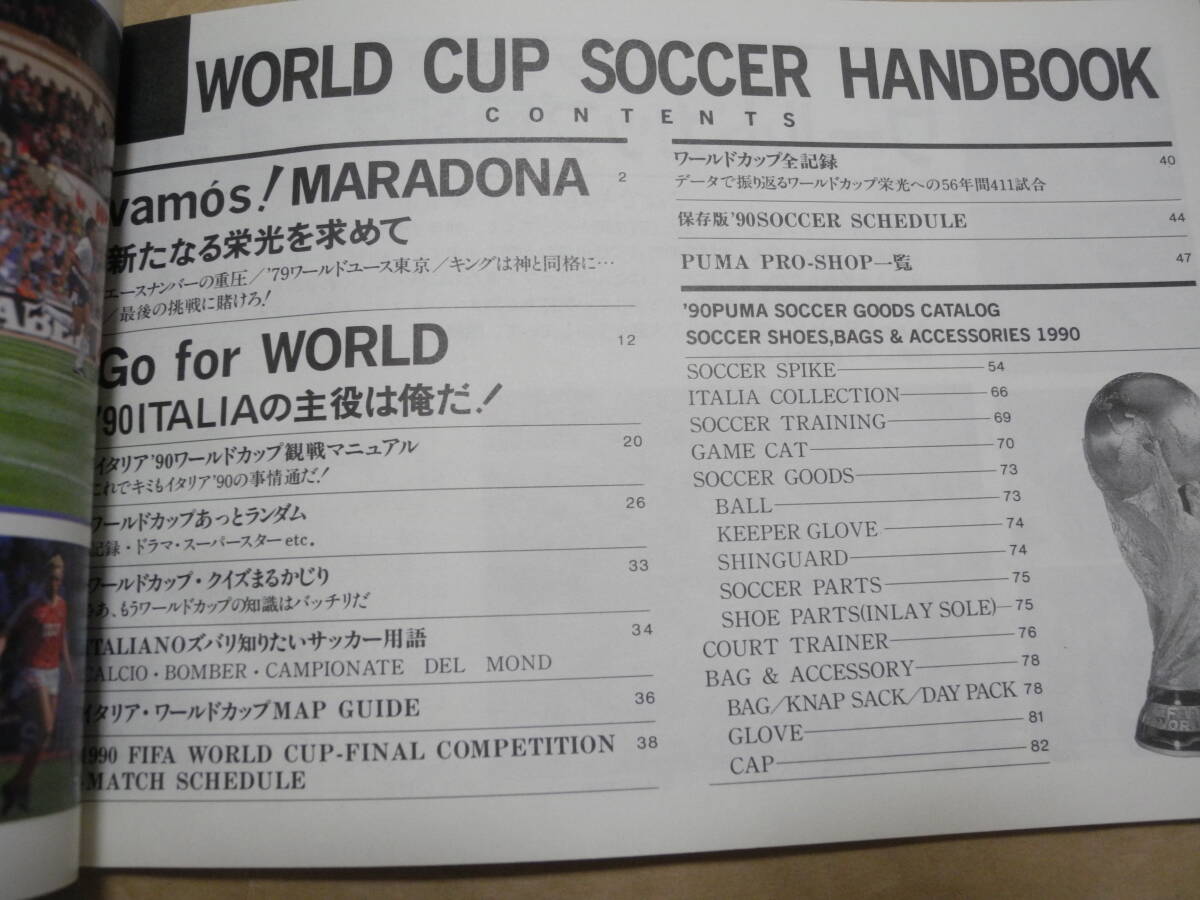 WORLD CUP SOCCER HANDBOOK
CONTENTS
vamós! MARADONA 2
新たなる栄光を求めて
エースナンバーの重圧/'79ワールドユース東京/キングは神と同格に…
/最後の挑戦に賭けろ!
Go for WORLD 12
'90ITALIAの主役は俺だ!
イタリア'90ワールドカップ観戦マニュアル 20
これでキミもイタリア'90の事情通だ!
ワールドカップあっとランダム 26
記録・ドラマ・スーパースターetc.
ワールドカップ・クイズまるかじり 33
さあ、もうワールドカップの知識はバッチリだ
ITALIANOズバリ知りたいサッカー用語 34
CALCIO・BOMBER・CAMPIONATE DEL MOND
イタリア・ワールドカップMAP GUIDE 36
1990 FIFA WORLD CUP-FINAL COMPETITION 38
-MATCH SCHEDULE
ワールドカップ全記録 40
データで振り返るワールドカップ栄光への56年間411試合
保存版'90SOCCER SCHEDULE 44
PUMA PRO-SHOP一覧 47
'90PUMA SOCCER GOODS CATALOG
SOCCER SHOES,BAGS & ACCESSORIES 1990
SOCCER SPIKE 54
ITALIA COLLECTION 66
SOCCER TRAINING 69
GAME CAT 70
SOCCER GOODS 73
BALL 73
KEEPER GLOVE 74
SHINGUARD 74
SOCCER PARTS 75
SHOE PARTS(INLAY SOLE) 75
COURT TRAINER 76
BAG & ACCESSORY 78
BAG/KNAP SACK/DAY PACK 78
GLOVE 81
CAP 82